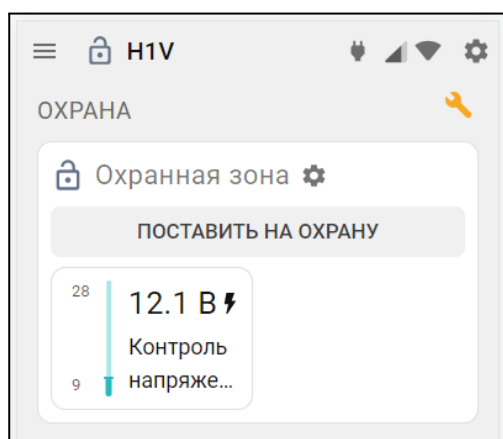 H1V
ОХРАНА
Охранная зона
ПОСТАВИТЬ НА ОХРАНУ
28
12.1 В
Контроль
9 напряже...